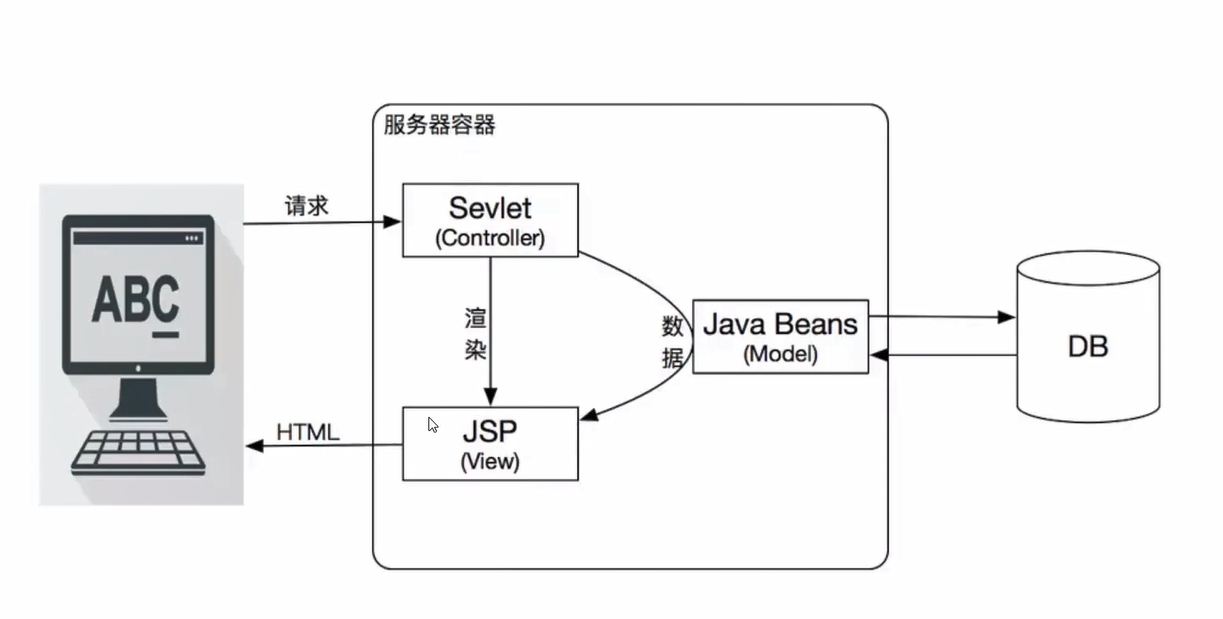 服务器容器
请求
Sevlet
(Controller)
ABC
渲
染
数
据
Java Beans
(Model)
DB
HTML
JSP
(View)